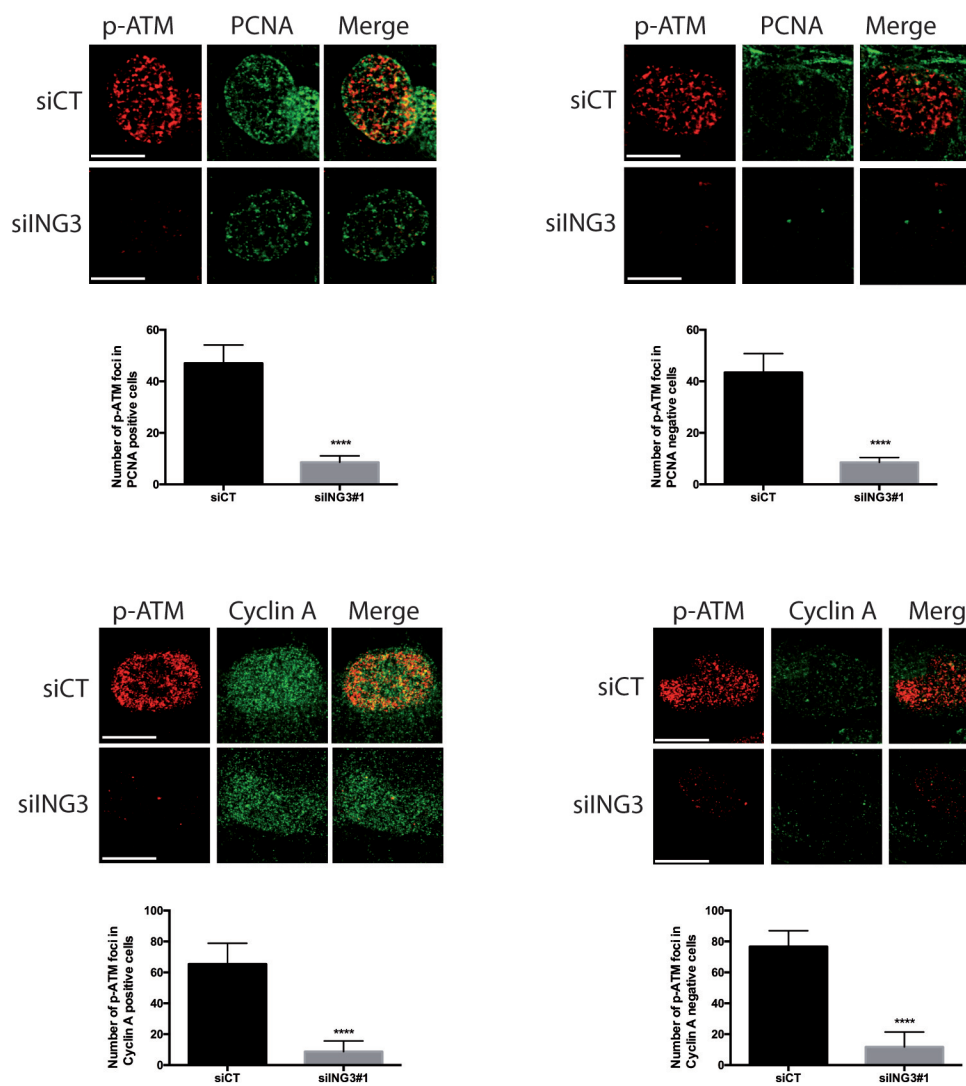 p-ATM PCNA Merge
siCT
siING3
60
40
20
0
Number of p-ATM foci in
PCNA positive cells
****
siCT siING3#1
p-ATM PCNA Merge
siCT
siING3
60
40
20
0
Number of p-ATM foci in
PCNA negative cells
****
siCT siING3#1
p-ATM Cyclin A Merge
siCT
siING3
100
80
60
40
20
0
Number of p-ATM foci in
Cyclin A positive cells
****
siCT siING3#1
p-ATM Cyclin A Merg
siCT
siING3
100
80
60
40
20
0
Number of p-ATM foci in
Cyclin A negative cells
****
siCT siING3#1